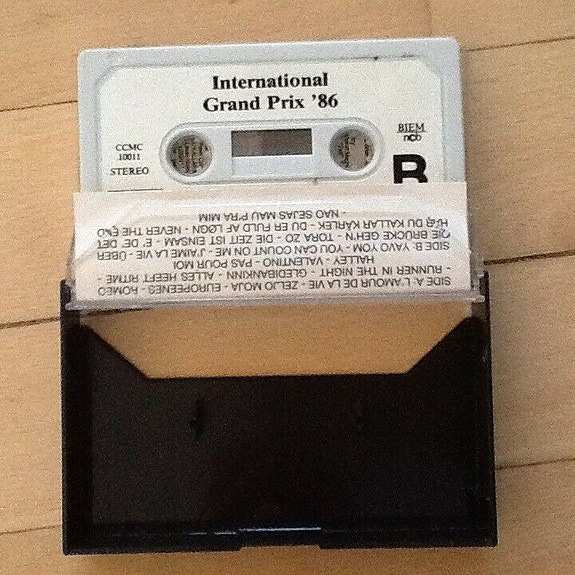 International
Grand Prix '86
CCMC
10011
STEREO
BIEM
ncb
B
SIDE A: L'AMOUR DE LA VIE - ZELJO MOJA - EUROPEENES - ROMEO
- RUNNER IN THE NIGHT - GLEDIBANKINN - ALLES HEEFT RITME -
HALLEY - VALENTINO - PAS POUR MOI
SIDE B: YAVO YOM - YOU CAN COUNT ON ME - J'AIME LA VIE - ÜBER
DIE BRÜCKE GEH'N - TORA ZO - DIE ZEIT IST EINSAM - E' DE' DET
DU KALLAR KÄRLEK - DU ER FULD AF LØGN - NEVER THE END
- NAO SEJAS MAU P'RA MIM